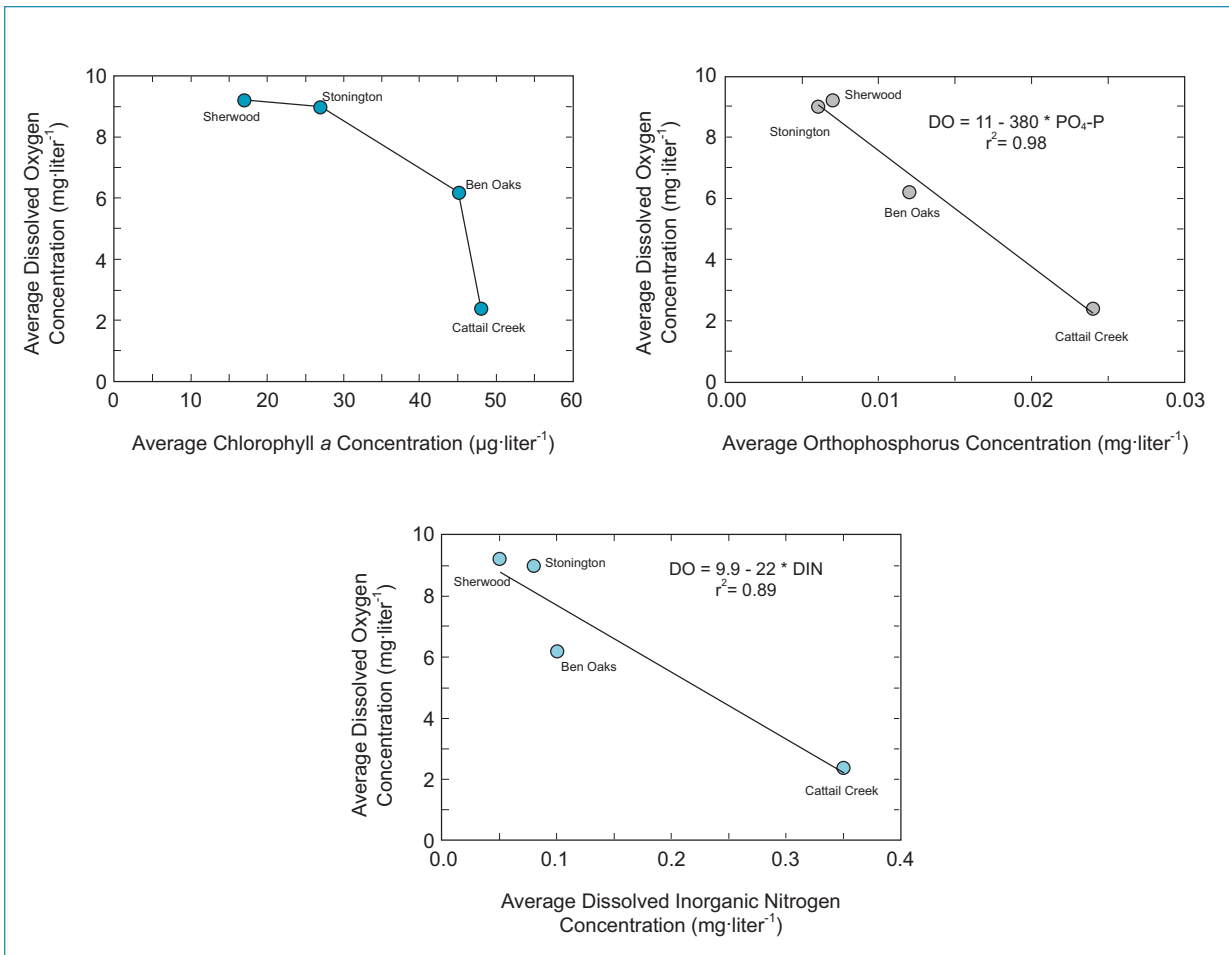 Average Dissolved Oxygen
Concentration (mg·liter-1)
10
8
6
4
2
0
Sherwood
Stonington
Ben Oaks
Cattail Creek
0 10 20 30 40 50 60
Average Chlorophyll a Concentration (µg·liter-1)
Average Dissolved Oxygen
Concentration (mg·liter-1)
10
8
6
4
2
0
Sherwood
Stonington
DO = 11 - 380 * PO4-P
r2= 0.98
Ben Oaks
Cattail Creek
0.00 0.01 0.02 0.03
Average Orthophosphorus Concentration (mg·liter-1)
Average Dissolved Oxygen
Concentration (mg·liter-1)
10
8
6
4
2
0
Sherwood
Stonington
DO = 9.9 - 22 * DIN
r2= 0.89
Ben Oaks
Cattail Creek
0.0 0.1 0.2 0.3 0.4
Average Dissolved Inorganic Nitrogen
Concentration (mg·liter-1)